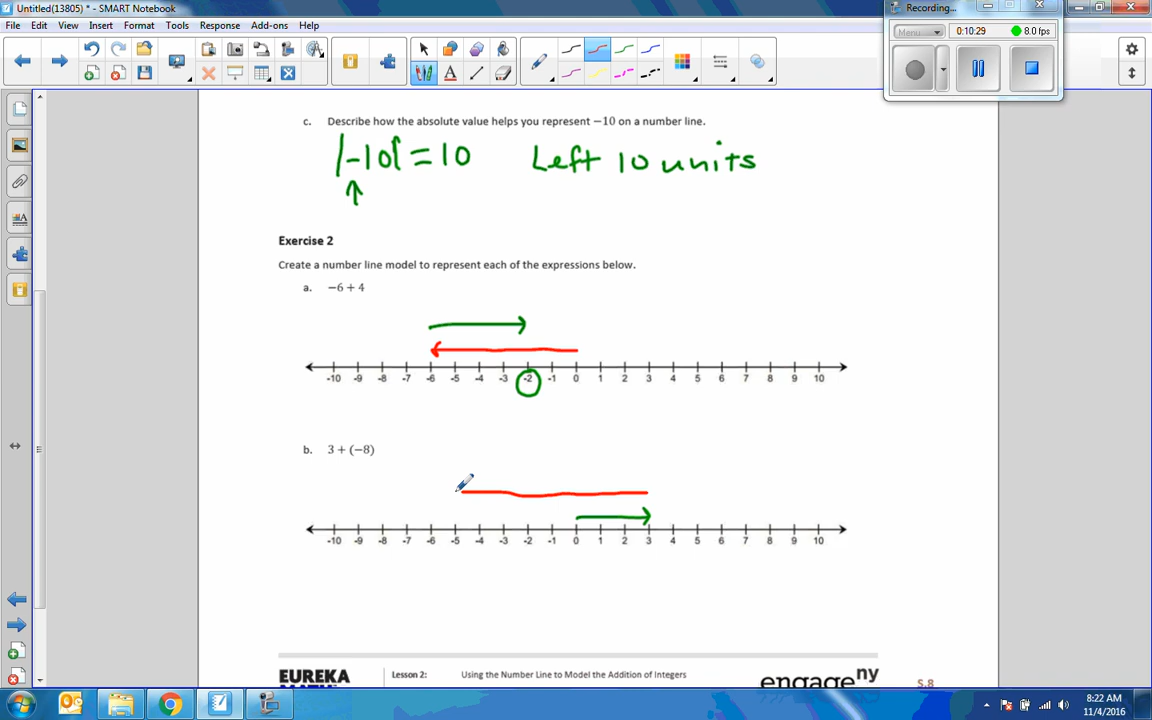 Untitled(13805) * - SMART Notebook
Recording...
File Edit View Insert Format Tools Response Add-ons Help
Menu 0:10:29 8.0 fps
c. Describe how the absolute value helps you represent −10 on a number line.
|-10| = 10 Left 10 units
Exercise 2
Create a number line model to represent each of the expressions below.
a. −6 + 4
-10 -9 -8 -7 -6 -5 -4 -3 -2 -1 0 1 2 3 4 5 6 7 8 9 10
b. 3 + (−8)
-10 -9 -8 -7 -6 -5 -4 -3 -2 -1 0 1 2 3 4 5 6 7 8 9 10
EUREKA Lesson 2: Using the Number Line to Model the Addition of Integers engage ny S.8
MATH
8:22 AM
11/4/2016